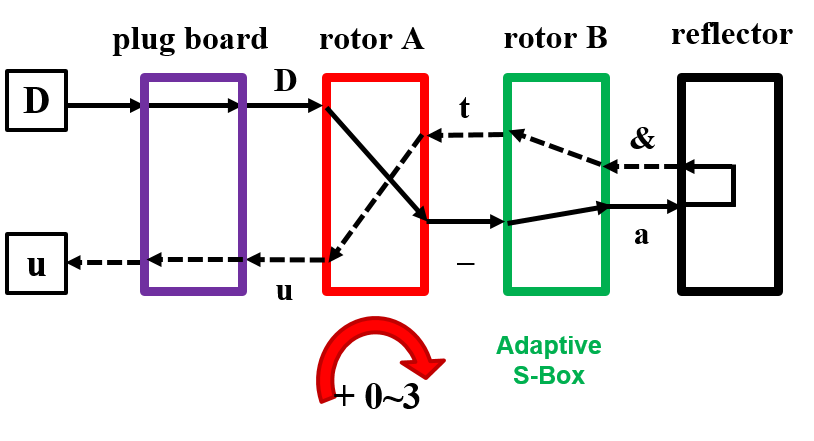 plug board
rotor A
rotor B
reflector
D
D
t
&
–
a
u
u
+ 0~3
Adaptive
S-Box